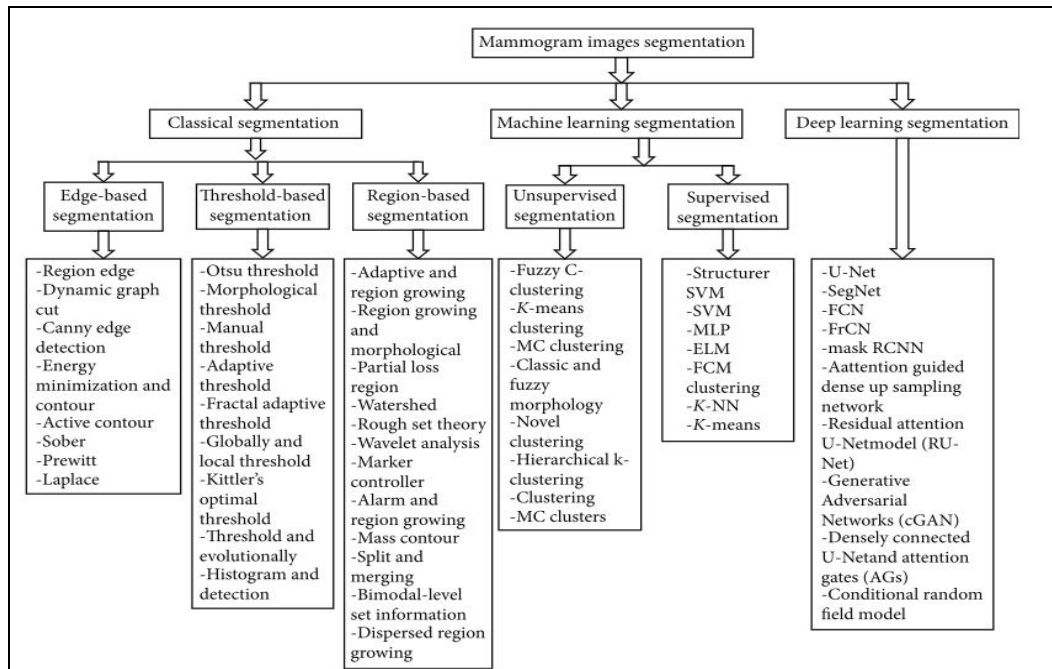 Mammogram images segmentation
Classical segmentation
Machine learning segmentation
Deep learning segmentation
Edge-based
segmentation
Threshold-based
segmentation
Region-based
segmentation
Unsupervised
segmentation
Supervised
segmentation
-Region edge
-Dynamic graph
cut
-Canny edge
detection
-Energy
minimization and
contour
-Active contour
-Sober
-Prewitt
-Laplace
-Otsu threshold
-Morphological
threshold
-Manual
threshold
-Adaptive
threshold
-Fractal adaptive
threshold
-Globally and
local threshold
-Kittler's
optimal
threshold
-Threshold and
evolutionally
-Histogram and
detection
-Adaptive and
region growing
-Region growing
and
morphological
-Partial loss
region
-Watershed
-Rough set theory
-Wavelet analysis
-Marker
controller
-Alarm and
region growing
-Mass contour
-Split and
merging
-Bimodal-level
set information
-Dispersed region
growing
-Fuzzy C-
clustering
-K-means
clustering
-MC clustering
-Classic and
fuzzy
morphology
-Novel
clustering
-Hierarchical k-
clustering
-Clustering
-MC clusters
-Structurer
SVM
-SVM
-MLP
-ELM
-FCM
clustering
-K-NN
-K-means
-U-Net
-SegNet
-FCN
-FrCN
-mask RCNN
-Aattention guided
dense up sampling
network
-Residual attention
U-Netmodel (RU-
Net)
-Generative
Adversarial
Networks (cGAN)
-Densely connected
U-Netand attention
gates (AGs)
-Conditional random
field model